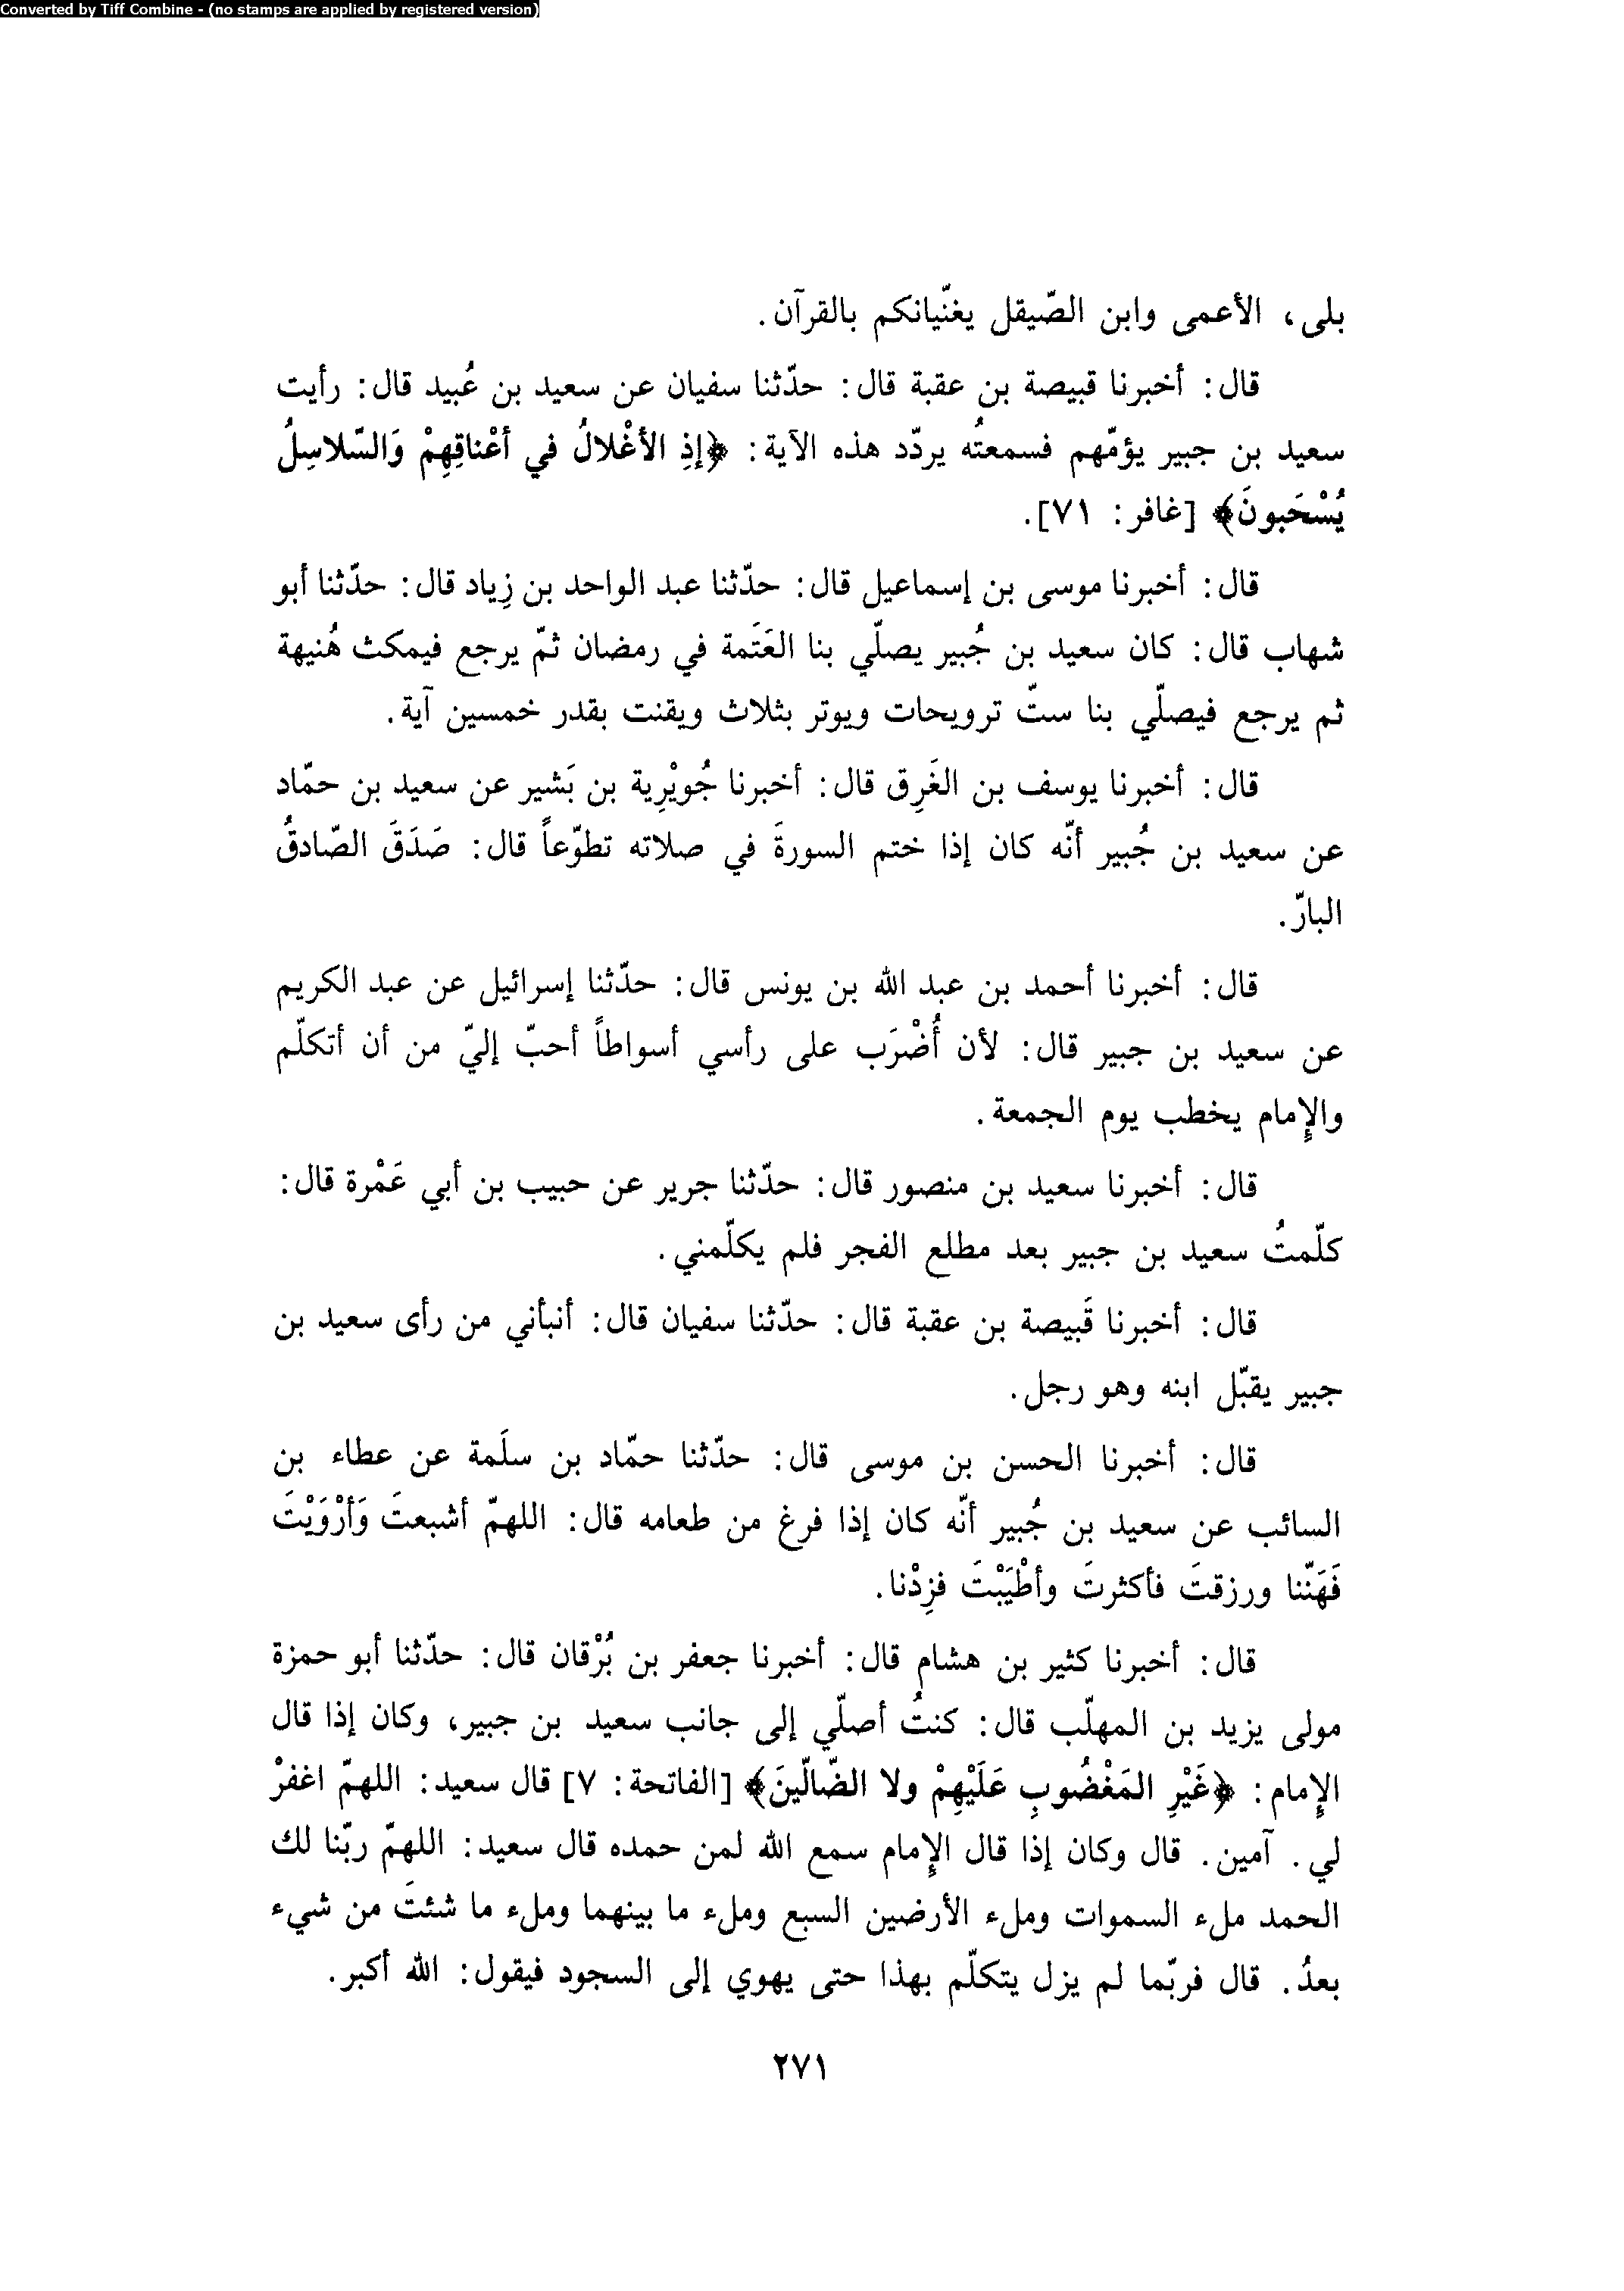 Converted by Tiff Combine - (no stamps are applied by registered version)
بلى، الأعمى وابن الصّيقل يغنّيانكم بالقرآن.
قال: أخبرنا قبيصة بن عقبة قال: حدّثنا سفيان عن سعيد بن عُبيد قال: رأيت
سعيد بن جبير يؤمّهم فسمعتُه يردّد هذه الآية: ﴿إذِ الأغْلالُ في أعْناقِهِمْ وَالسّلاسِلُ
يُسْحَبونَ﴾ [غافر: ٧١].
قال: أخبرنا موسى بن إسماعيل قال: حدّثنا عبد الواحد بن زِياد قال: حدّثنا أبو
شهاب قال: كان سعيد بن جُبير يصلّي بنا العَتَمة في رمضان ثمّ يرجع فيمكث هُنيهة
ثم يرجع فيصلّي بنا ستّ ترويحات ويوتر بثلاث ويقنت بقدر خمسين آية.
قال: أخبرنا يوسف بن الغَرِق قال: أخبرنا جُويْرِية بن بَشير عن سعيد بن حمّاد
عن سعيد بن جُبير أنّه كان إذا ختم السورةَ في صلاته تطوّعاً قال: صَدَقَ الصّادقُ
البارّ.
قال: أخبرنا أحمد بن عبد الله بن يونس قال: حدّثنا إسرائيل عن عبد الكريم
عن سعيد بن جبير قال: لأن أُضْرَب على رأسي أسواطاً أحبّ إليّ من أن أتكلّم
والإمام يخطب يوم الجمعة.
قال: أخبرنا سعيد بن منصور قال: حدّثنا جرير عن حبيب بن أبي عَمْرة قال:
كلّمتُ سعيد بن جبير بعد مطلع الفجر فلم يكلّمني.
قال: أخبرنا قَبيصة بن عقبة قال: حدّثنا سفيان قال: أنبأني من رأى سعيد بن
جبير يقبّل ابنه وهو رجل.
قال: أخبرنا الحسن بن موسى قال: حدّثنا حمّاد بن سلَمة عن عطاء بن
السائب عن سعيد بن جُبير أنّه كان إذا فرغ من طعامه قال: اللهمّ أشبعتَ وَأرْوَيْتَ
فَهَنّنا ورزقتَ فأكثرتَ وأطْيَبْتَ فزِدْنا.
قال: أخبرنا كثير بن هشام قال: أخبرنا جعفر بن بُرْقان قال: حدّثنا أبو حمزة
مولى يزيد بن المهلّب قال: كنتُ أصلّي إلى جانب سعيد بن جبير، وكان إذا قال
الإمام: ﴿غَيْرِ المَغْضُوبِ عَلَيْهِمْ ولا الضّالّينَ﴾ [الفاتحة: ٧] قال سعيد: اللهمّ اغفرْ
لي. آمين. قال وكان إذا قال الإمام سمع الله لمن حمده قال سعيد: اللهمّ ربّنا لك
الحمد ملء السموات وملء الأرضين السبع وملء ما بينهما وملء ما شئتَ من شيء
بعدُ. قال فربّما لم يزل يتكلّم بهذا حتى يهوي إلى السجود فيقول: الله أكبر.
٢٧١